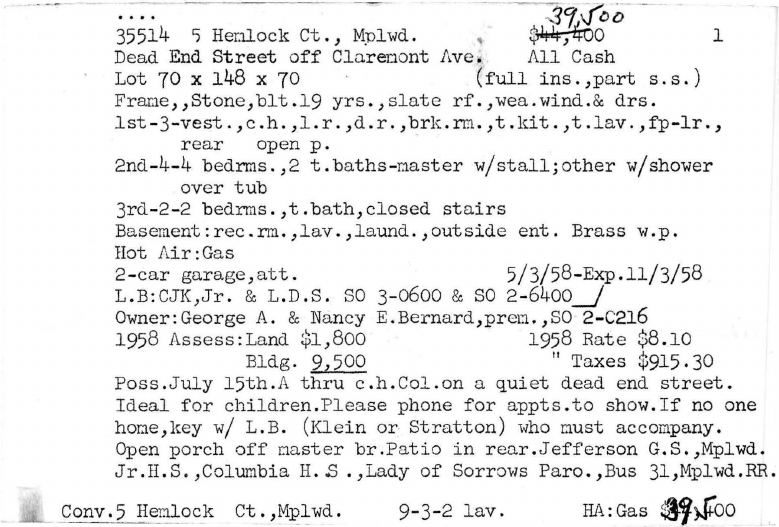 ....
39,500
35514 5 Hemlock Ct., Mplwd. $44,400 1
Dead End Street off Claremont Ave. All Cash
Lot 70 x 148 x 70 (full ins.,part s.s.)
Frame,,Stone,blt.19 yrs.,slate rf.,wea.wind.& drs.
1st-3-vest.,c.h.,l.r.,d.r.,brk.rm.,t.kit.,t.lav.,fp-lr.,
rear open p.
2nd-4-4 bedrms.,2 t.baths-master w/stall;other w/shower
over tub
3rd-2-2 bedrms.,t.bath,closed stairs
Basement:rec.rm.,lav.,laund.,outside ent. Brass w.p.
Hot Air:Gas
2-car garage,att. 5/3/58-Exp.11/3/58
L.B:CJK,Jr. & L.D.S. SO 3-0600 & SO 2-6400 /
Owner:George A. & Nancy E.Bernard,prem.,SO 2-C216
1958 Assess:Land $1,800 1958 Rate $8.10
Bldg. 9,500 " Taxes $915.30
Poss.July 15th.A thru c.h.Col.on a quiet dead end street.
Ideal for children.Please phone for appts.to show.If no one
home,key w/ L.B. (Klein or Stratton) who must accompany.
Open porch off master br.Patio in rear.Jefferson G.S.,Mplwd.
Jr.H.S.,Columbia H.S.,Lady of Sorrows Paro.,Bus 31,Mplwd.RR.
Conv.5 Hemlock Ct.,Mplwd. 9-3-2 lav. HA:Gas $39,500